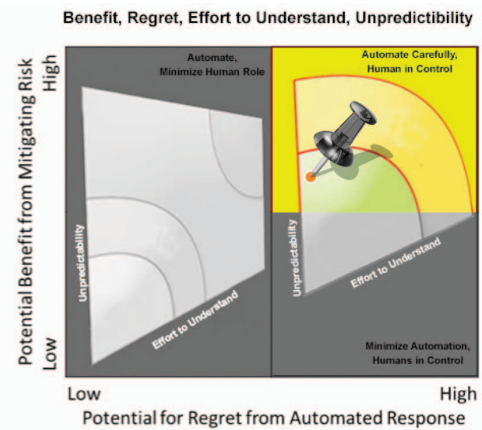 Benefit, Regret, Effort to Understand, Unpredictibility
Potential Benefit from Mitigating Risk
High
Low
Automate,
Minimize Human Role
Automate Carefully,
Human in Control
Unpredictability
Effort to Understand
Unpredictability
Effort to Understand
Minimize Automation,
Humans in Control
Low
High
Potential for Regret from Automated Response